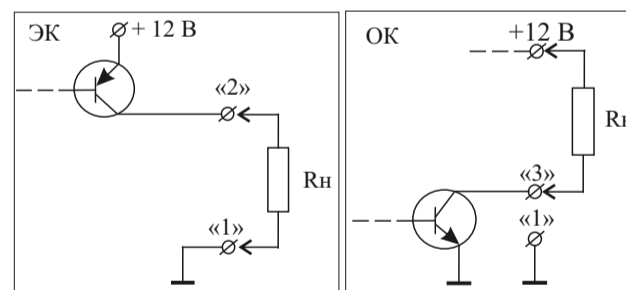 ЭК
+ 12 В
«2»
Rн
«1»
ОК
+12 В
Rн
«3»
«1»